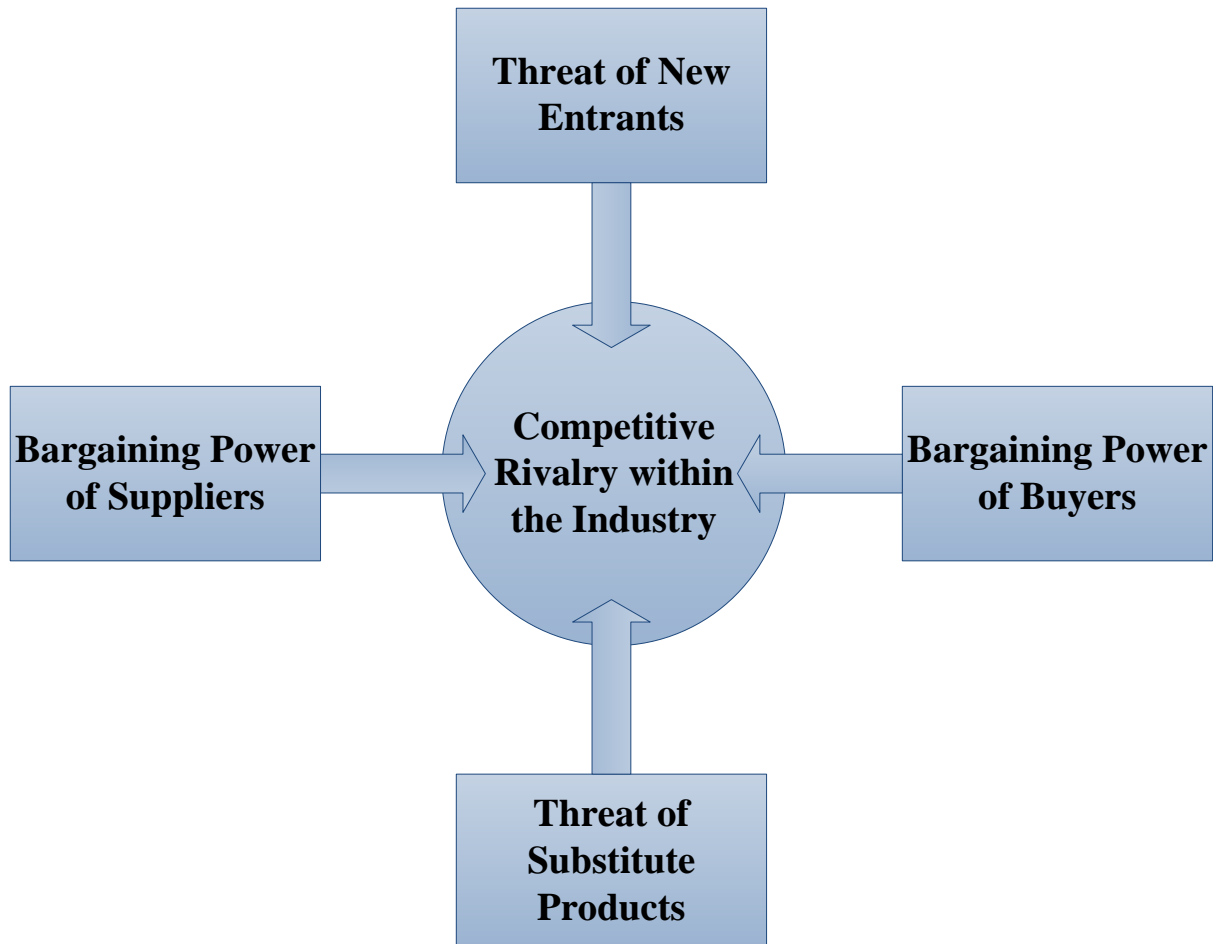 Threat of New
Entrants
Bargaining Power
of Suppliers
Competitive
Rivalry within
the Industry
Bargaining Power
of Buyers
Threat of
Substitute
Products